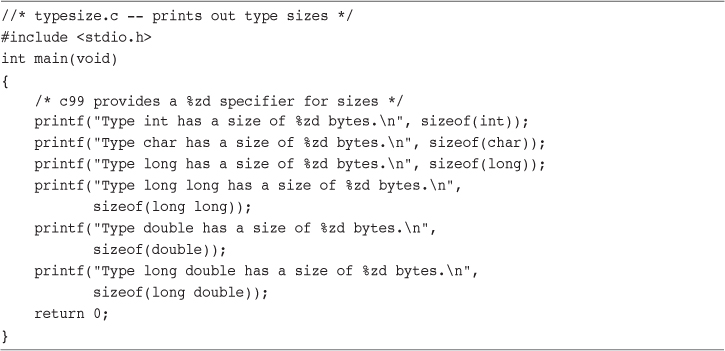 //* typesize.c -- prints out type sizes */
#include <stdio.h>
int main(void)
{
    /* c99 provides a %zd specifier for sizes */
    printf("Type int has a size of %zd bytes.\n", sizeof(int));
    printf("Type char has a size of %zd bytes.\n", sizeof(char));
    printf("Type long has a size of %zd bytes.\n", sizeof(long));
    printf("Type long long has a size of %zd bytes.\n",
           sizeof(long long));
    printf("Type double has a size of %zd bytes.\n",
           sizeof(double));
    printf("Type long double has a size of %zd bytes.\n",
           sizeof(long double));
    return 0;
}